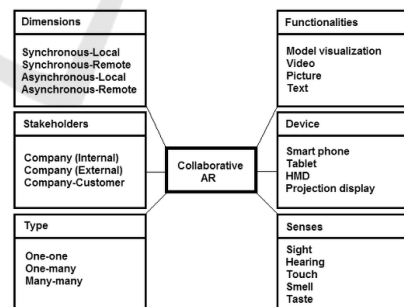 Dimensions
Synchronous-Local
Synchronous-Remote
Asynchronous-Local
Asynchronous-Remote
Functionalities
Model visualization
Video
Picture
Text
Stakeholders
Company (Internal)
Company (External)
Company-Customer
Collaborative
AR
Device
Smart phone
Tablet
HMD
Projection display
Type
One-one
One-many
Many-many
Senses
Sight
Hearing
Touch
Smell
Taste